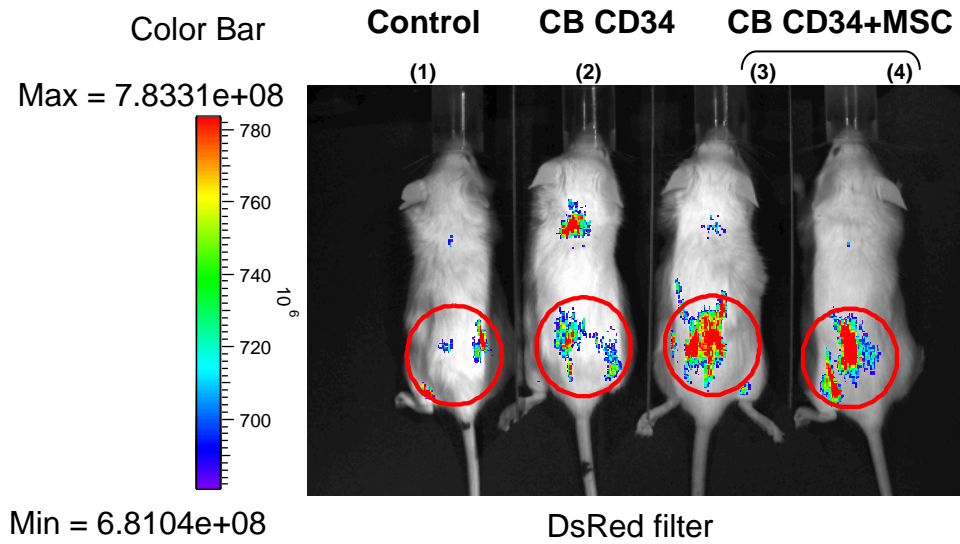 Color Bar
Control CB CD34 CB CD34+MSC
(1) (2) (3) (4)
Max = 7.8331e+08
780
760
740
720
700
10 6
Min = 6.8104e+08
DsRed filter